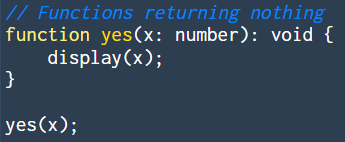 // Functions returning nothing
function yes(x: number): void {
    display(x);
}

yes(x);